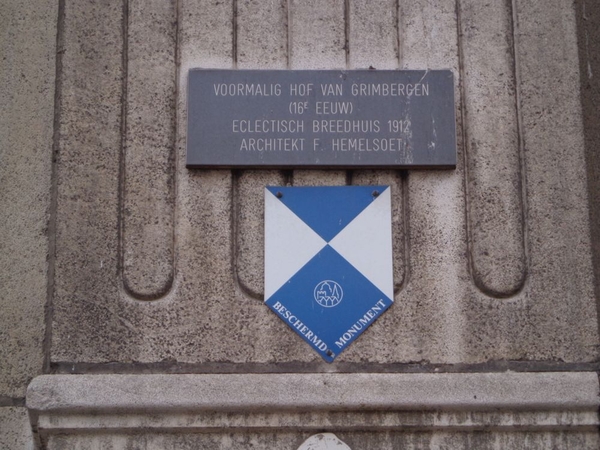 VOORMALIG HOF VAN GRIMBERGEN
(16E EEUW)
ECLECTISCH BREEDHUIS 1912
ARCHITEKT F. HEMELSOET
BESCHERMD MONUMENT